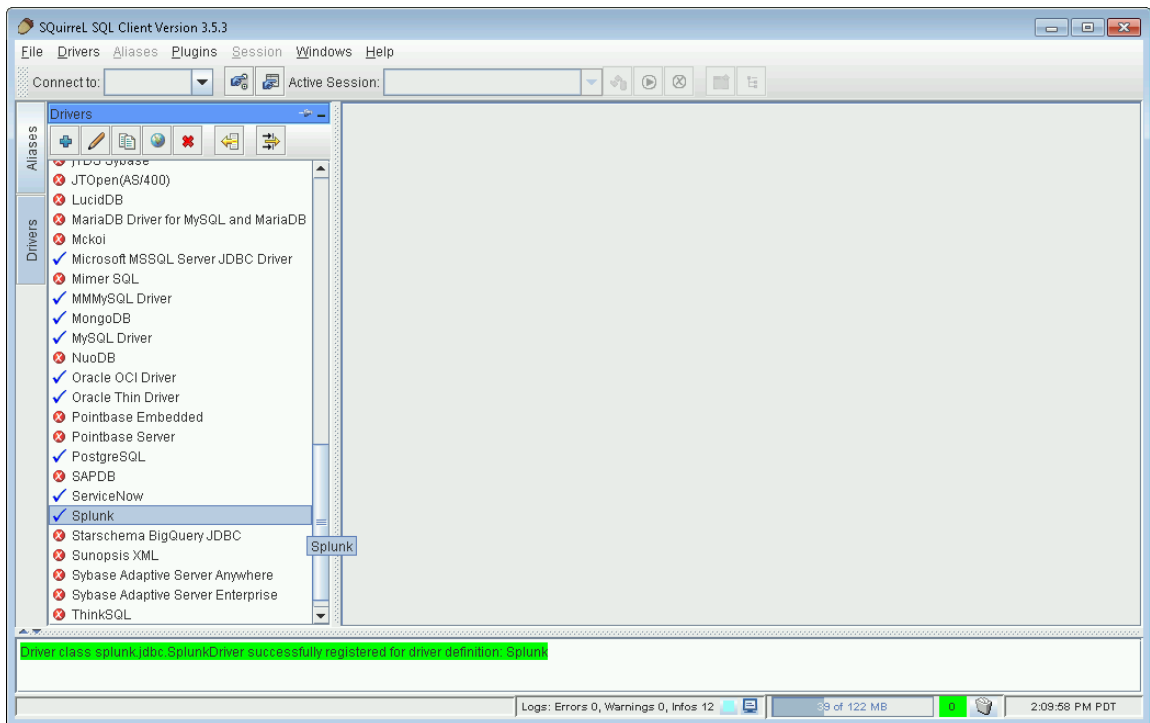 SQuirreL SQL Client Version 3.5.3
File Drivers Aliases Plugins Session Windows Help
Connect to: Active Session:
Aliases
Drivers
Drivers
jTDS Sybase
JTOpen(AS/400)
LucidDB
MariaDB Driver for MySQL and MariaDB
Mckoi
Microsoft MSSQL Server JDBC Driver
Mimer SQL
MMMySQL Driver
MongoDB
MySQL Driver
NuoDB
Oracle OCI Driver
Oracle Thin Driver
Pointbase Embedded
Pointbase Server
PostgreSQL
SAPDB
ServiceNow
Splunk
Starschema BigQuery JDBC
Splunk
Sunopsis XML
Sybase Adaptive Server Anywhere
Sybase Adaptive Server Enterprise
ThinkSQL
Driver class splunk.jdbc.SplunkDriver successfully registered for driver definition: Splunk
Logs: Errors 0, Warnings 0, Infos 12 39 of 122 MB 0 2:09:58 PM PDT